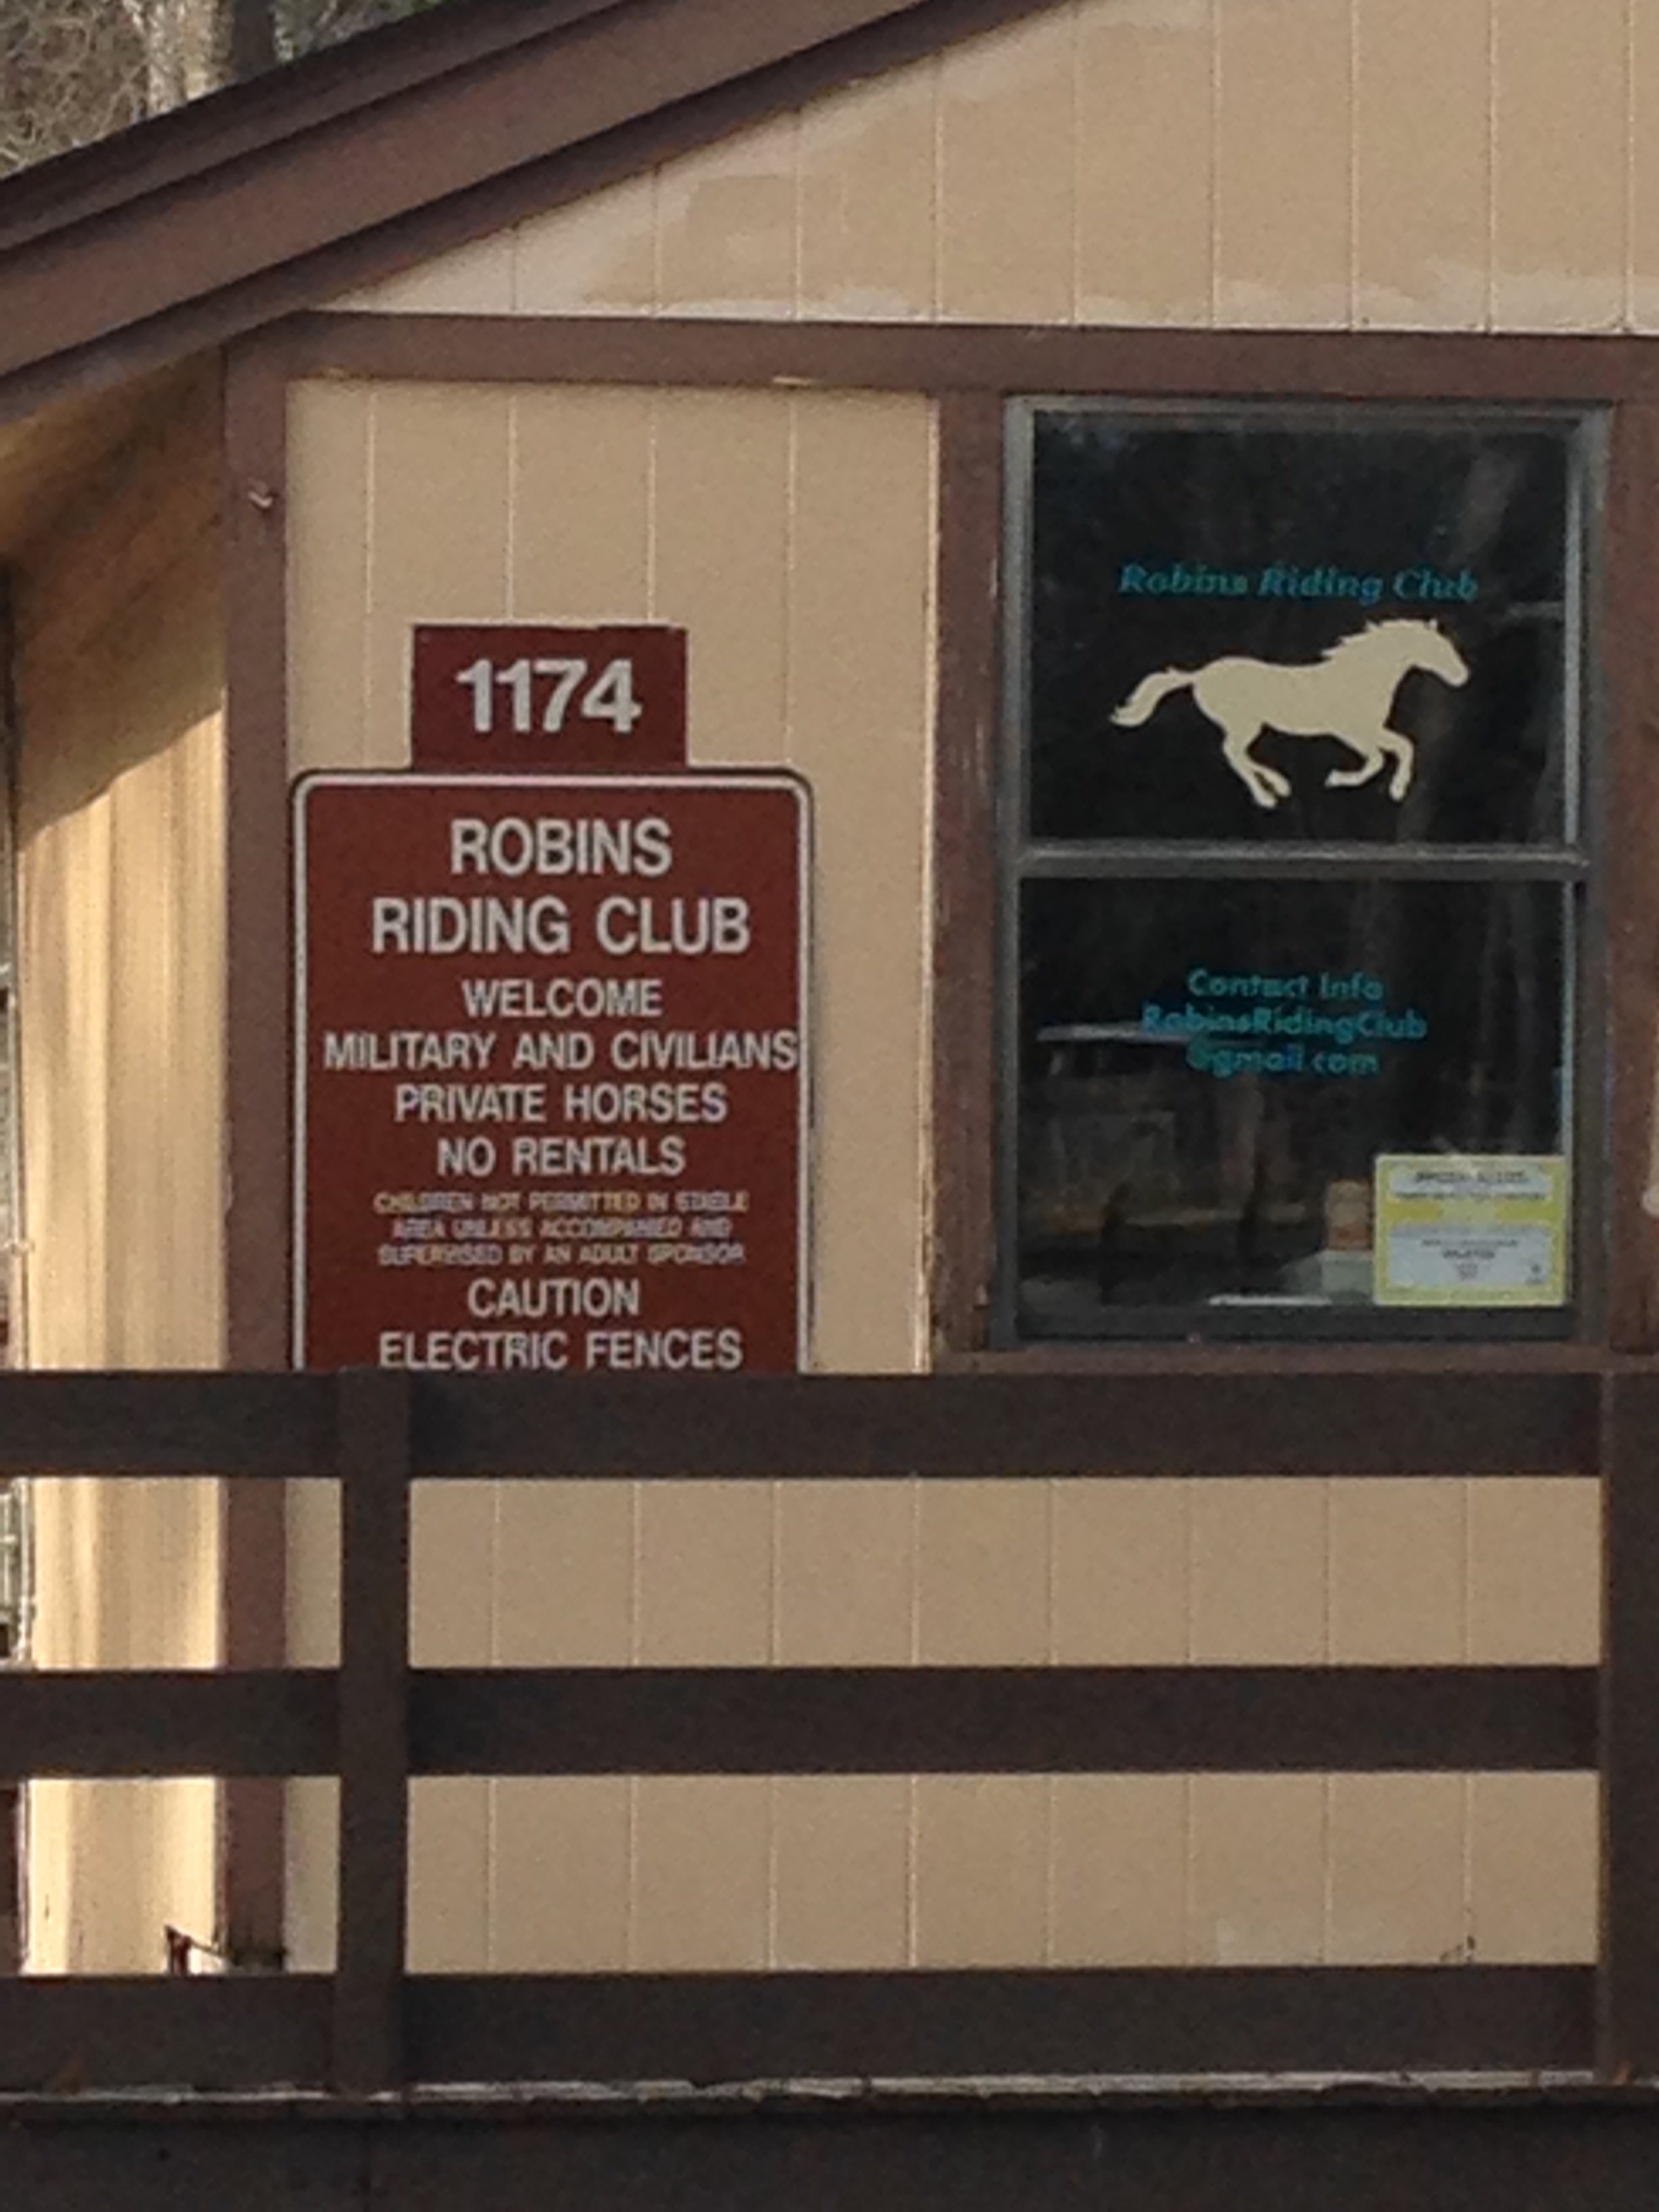 1174
ROBINS
RIDING CLUB
WELCOME
MILITARY AND CIVILIANS
PRIVATE HORSES
NO RENTALS
CHILDREN NOT PERMITTED IN STABLE
AREA UNLESS ACCOMPANIED AND
SUPERVISED BY AN ADULT SPONSOR
CAUTION
ELECTRIC FENCES
Robins Riding Club
Contact Info
RobinsRidingClub
@gmail.com